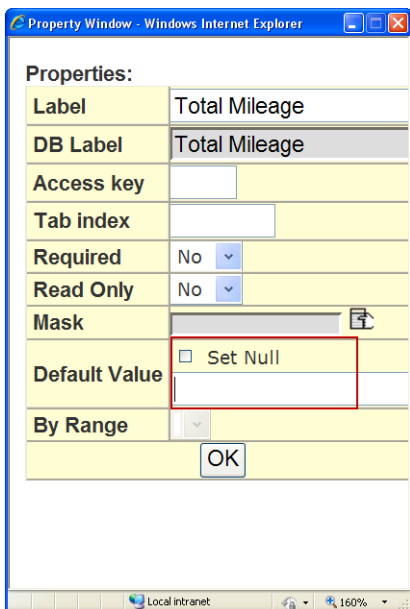 Property Window - Windows Internet Explorer
Properties:
Label Total Mileage
DB Label Total Mileage
Access key
Tab index
Required No
Read Only No
Mask
Set Null
Default Value
By Range
OK
Local intranet 160%